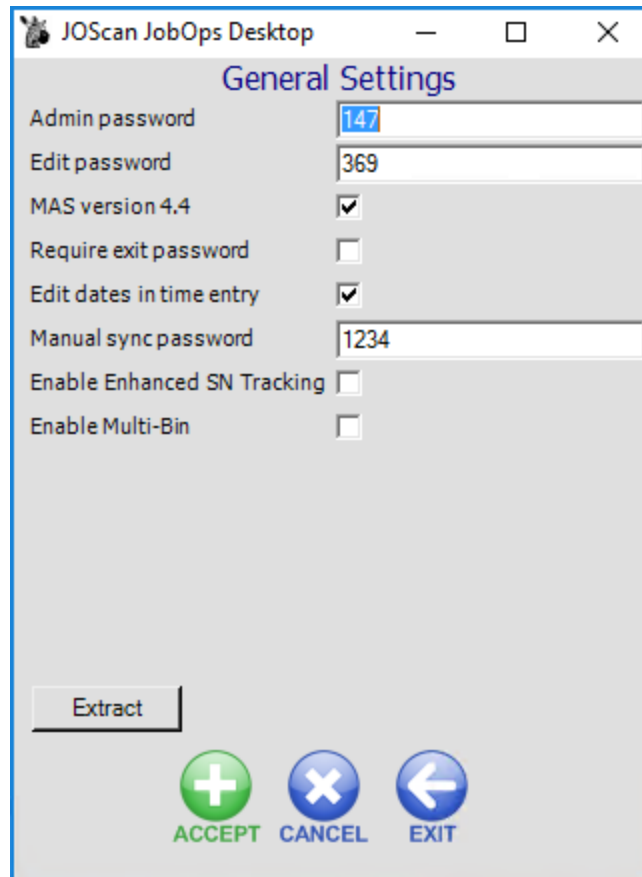 JOScan JobOps Desktop
General Settings
Admin password 147
Edit password 369
MAS version 4.4
Require exit password
Edit dates in time entry
Manual sync password 1234
Enable Enhanced SN Tracking
Enable Multi-Bin
Extract
ACCEPT CANCEL EXIT